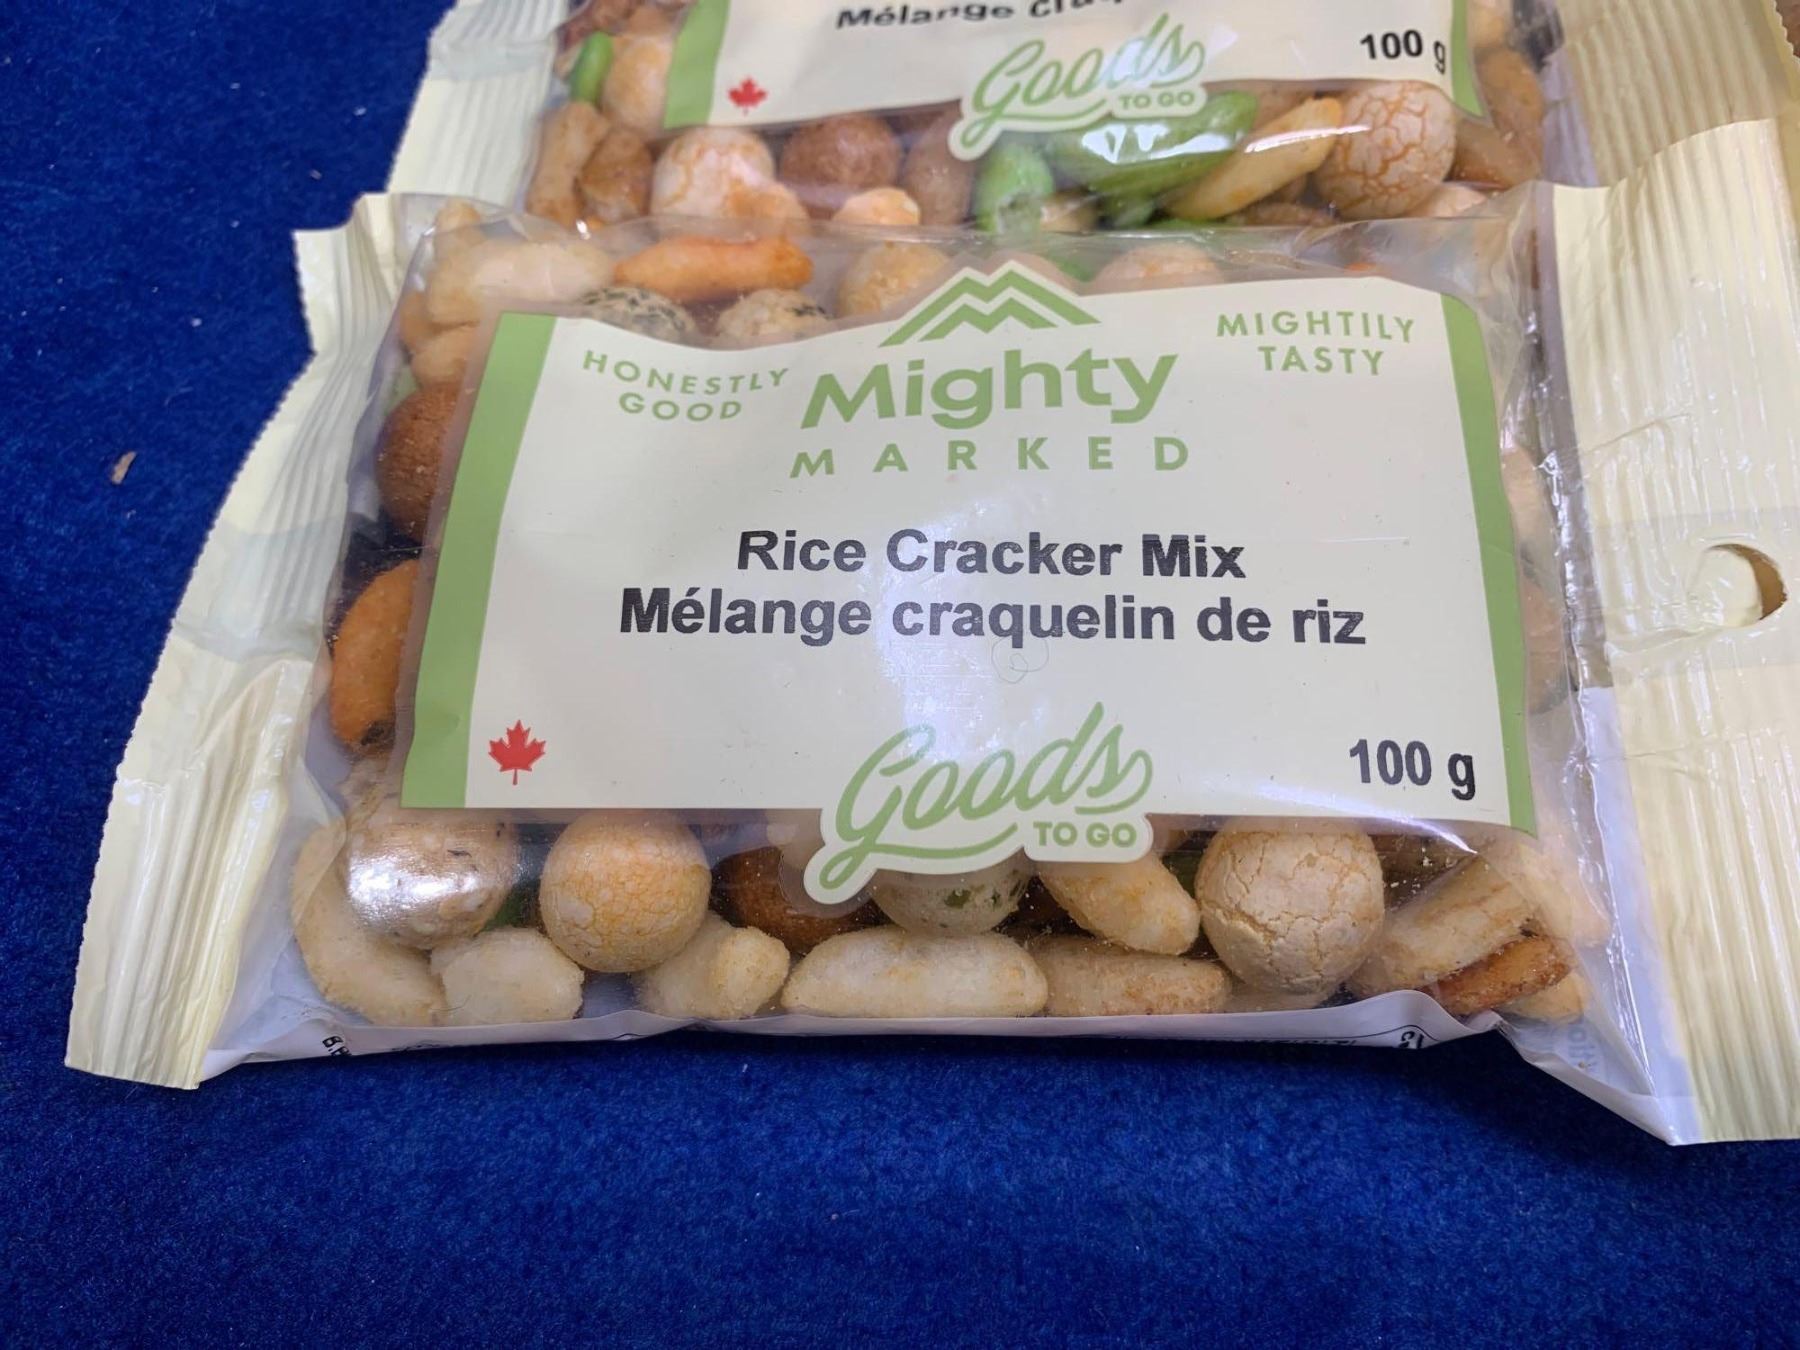 Mélange
100 g
Goods
TO GO
HONESTLY
GOOD
Mighty
MARKED
MIGHTILY
TASTY
Rice Cracker Mix
Mélange craquelin de riz
Goods
TO GO
100 g